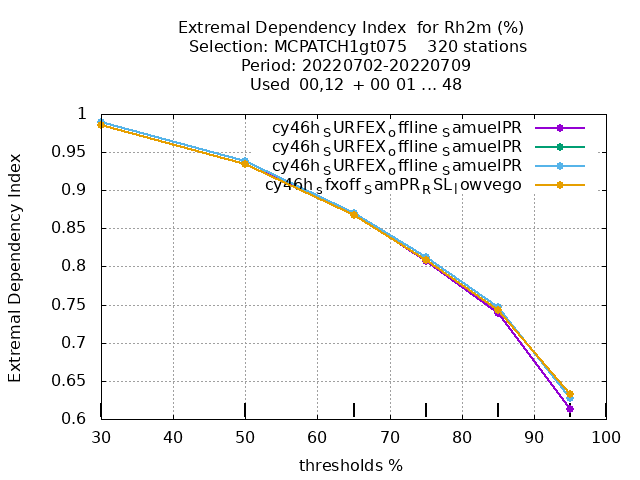 Extremal Dependency Index  for Rh2m (%)
Selection: MCPATCH1gt075    320 stations
Period: 20220702-20220709
Used  00,12  + 00 01 ... 48
Extremal Dependency Index
1
0.95
0.9
0.85
0.8
0.75
0.7
0.65
0.6
cy46h_SURFEX_offline_SamuelPR
cy46h_SURFEX_offline_SamuelPR
cy46h_SURFEX_offline_SamuelPR
cy46h_sfxoff_SamPR_RSL_lowvego
30 40 50 60 70 80 90 100
thresholds %